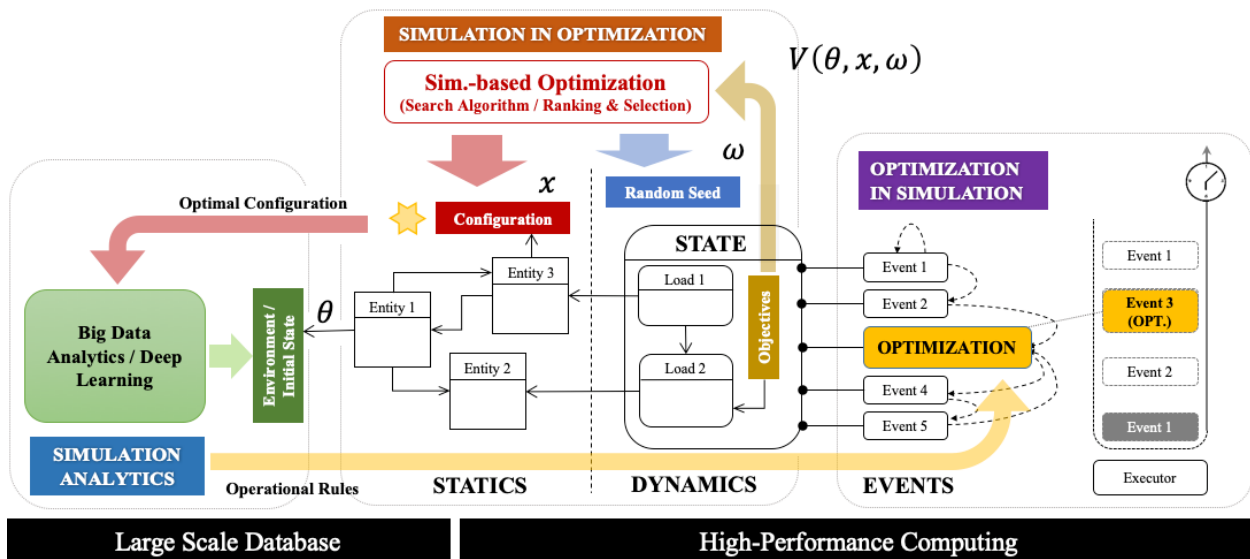 SIMULATION IN OPTIMIZATION
Sim.-based Optimization
(Search Algorithm / Ranking & Selection)
V(θ, x, ω)
ω
x
OPTIMIZATION
IN SIMULATION
Random Seed
Optimal Configuration
Configuration
STATE
Event 1
Event 1
Entity 3
Load 1
Event 2
Event 3
(OPT.)
θ
Entity 1
Objectives
Big Data
Analytics / Deep
Learning
Environment /
Initial State
OPTIMIZATION
Entity 2
Load 2
Event 4
Event 2
Event 5
Event 1
SIMULATION
ANALYTICS
Operational Rules
STATICS
DYNAMICS
EVENTS
Executor
Large Scale Database
High-Performance Computing